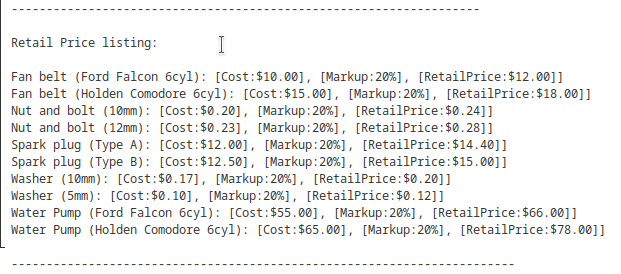 --------------------------------------------------------------
Retail Price listing:
Fan belt (Ford Falcon 6cyl): [Cost:$10.00], [Markup:20%], [RetailPrice:$12.00]]
Fan belt (Holden Comodore 6cyl): [Cost:$15.00], [Markup:20%], [RetailPrice:$18.00]]
Nut and bolt (10mm): [Cost:$0.20], [Markup:20%], [RetailPrice:$0.24]]
Nut and bolt (12mm): [Cost:$0.23], [Markup:20%], [RetailPrice:$0.28]]
Spark plug (Type A): [Cost:$12.00], [Markup:20%], [RetailPrice:$14.40]]
Spark plug (Type B): [Cost:$12.50], [Markup:20%], [RetailPrice:$15.00]]
Washer (10mm): [Cost:$0.17], [Markup:20%], [RetailPrice:$0.20]]
Washer (5mm): [Cost:$0.10], [Markup:20%], [RetailPrice:$0.12]]
Water Pump (Ford Falcon 6cyl): [Cost:$55.00], [Markup:20%], [RetailPrice:$66.00]]
Water Pump (Holden Comodore 6cyl): [Cost:$65.00], [Markup:20%], [RetailPrice:$78.00]]
-------------------------------------------------------------------